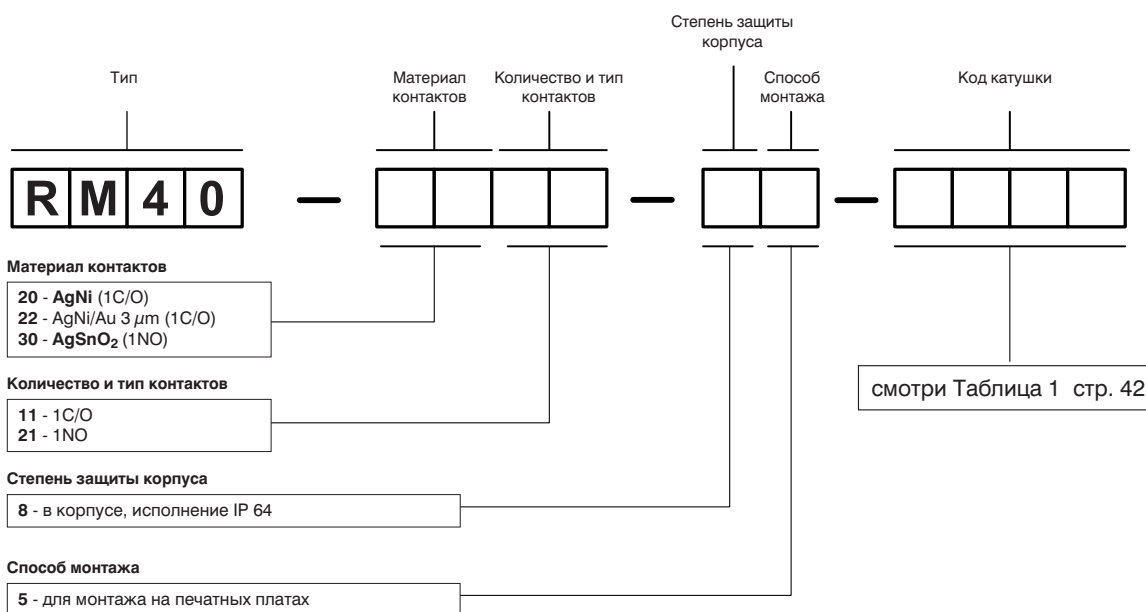 Степень защиты
корпуса
Тип
Материал
контактов
Количество и тип
контактов
Способ
монтажа
Код катушки
RM40
Материал контактов
20 - AgNi (1C/O)
22 - AgNi/Au 3 µm (1C/O)
30 - AgSnO₂ (1NO)
Количество и тип контактов
11 - 1C/O
21 - 1NO
смотри Таблица 1 стр. 42
Степень защиты корпуса
8 - в корпусе, исполнение IP 64
Способ монтажа
5 - для монтажа на печатных платах